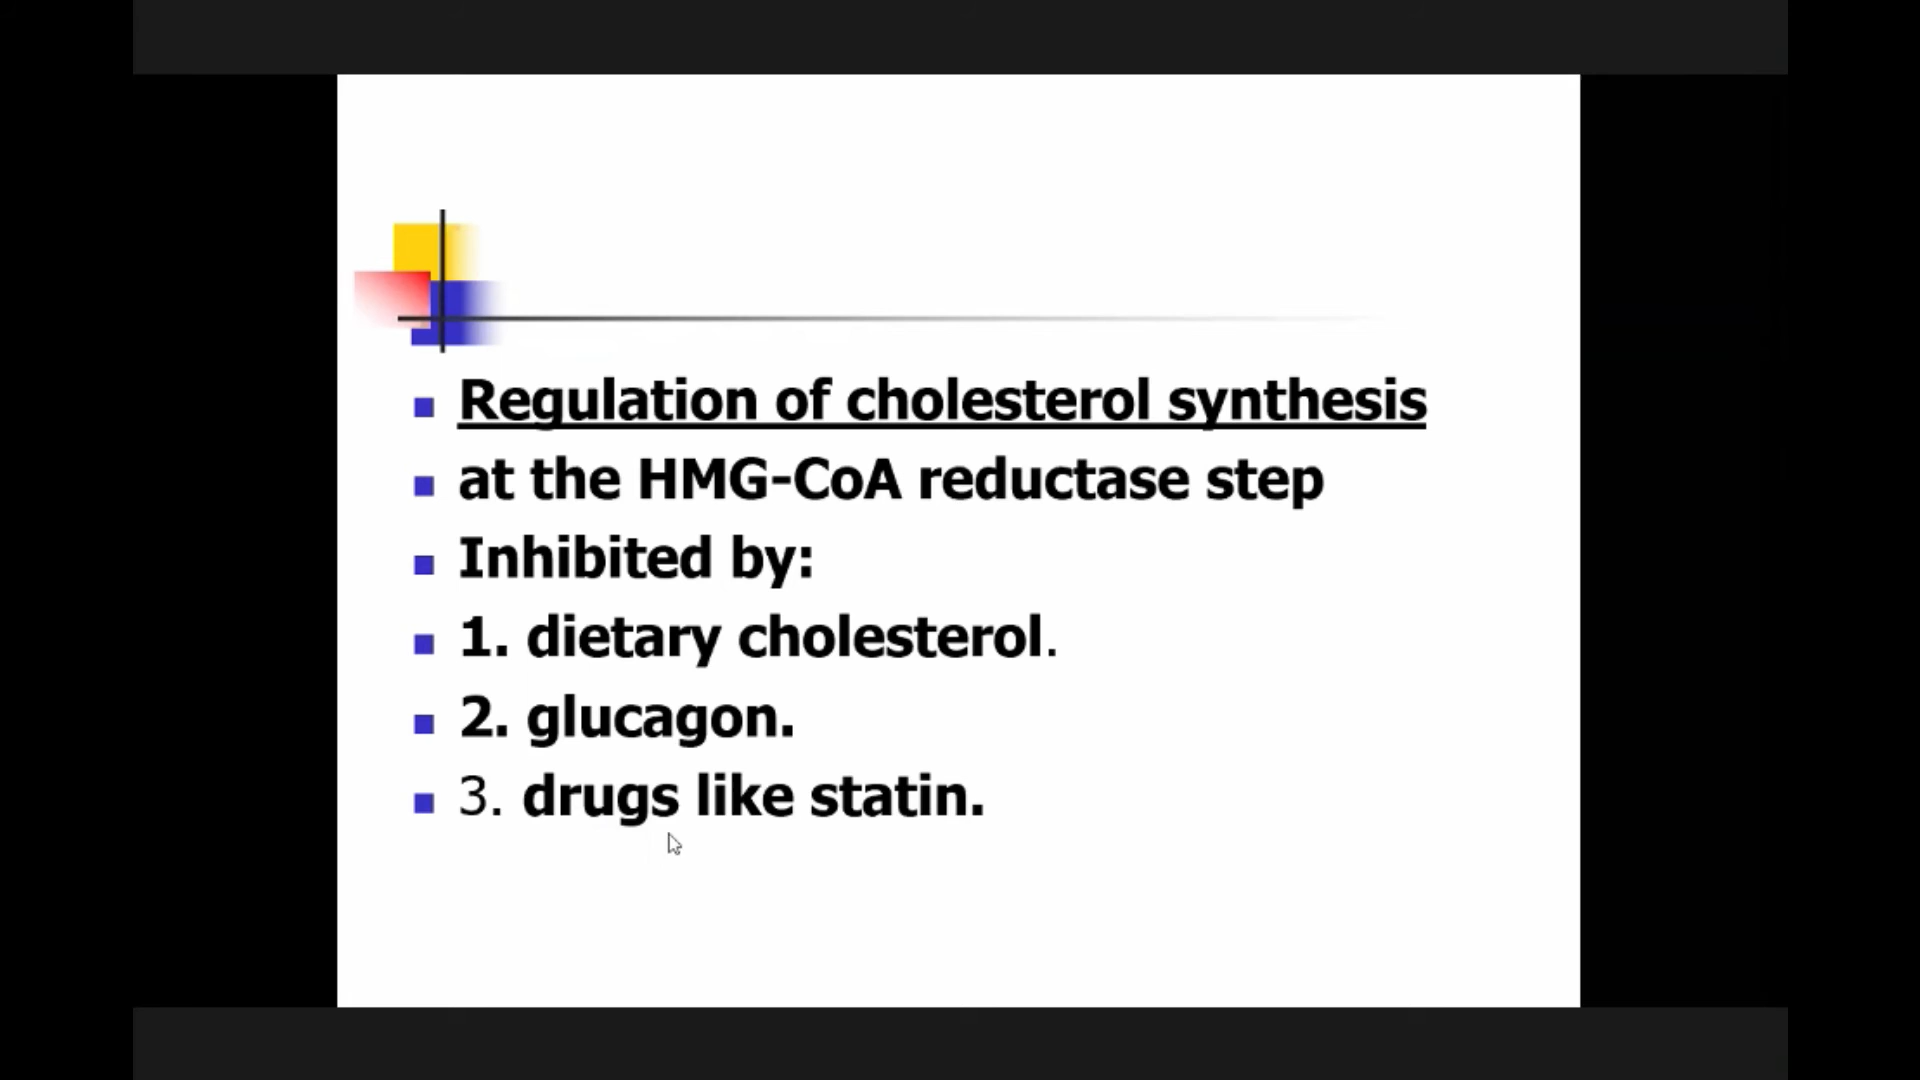 Regulation of cholesterol synthesis
at the HMG-CoA reductase step
Inhibited by:
1. dietary cholesterol.
2. glucagon.
3. drugs like statin.